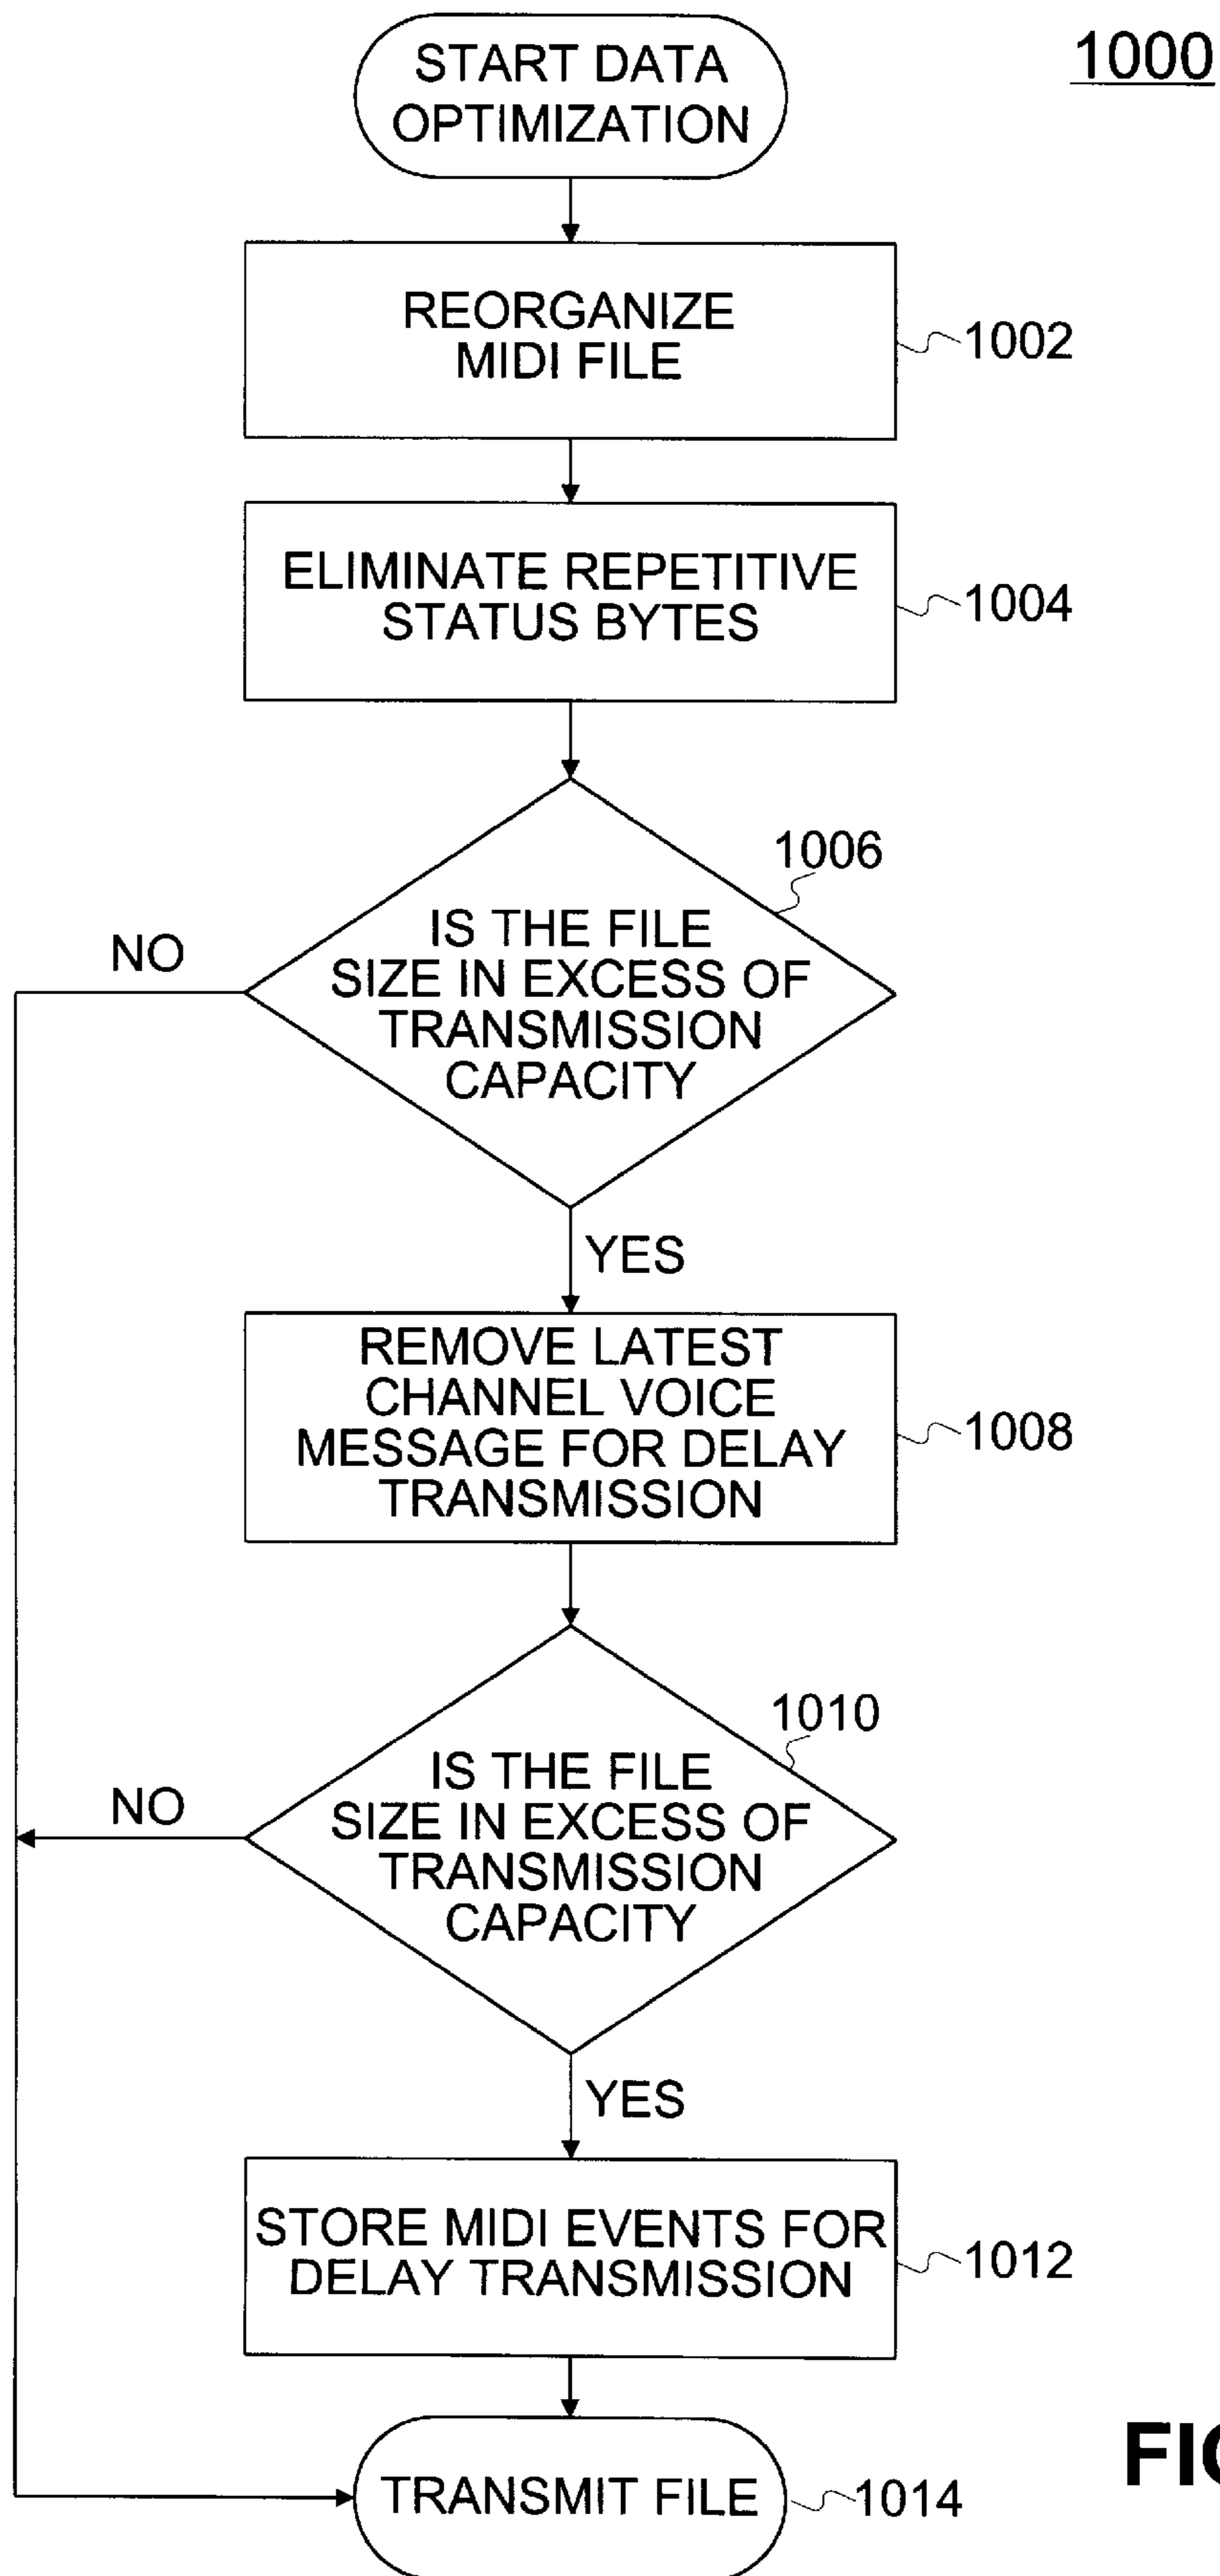 START DATA
OPTIMIZATION
1000
REORGANIZE
MIDI FILE
1002
ELIMINATE REPETITIVE
STATUS BYTES
1004
1006
IS THE FILE
SIZE IN EXCESS OF
TRANSMISSION
CAPACITY
NO
YES
REMOVE LATEST
CHANNEL VOICE
MESSAGE FOR DELAY
TRANSMISSION
1008
1010
IS THE FILE
SIZE IN EXCESS OF
TRANSMISSION
CAPACITY
NO
YES
STORE MIDI EVENTS FOR
DELAY TRANSMISSION
1012
TRANSMIT FILE
1014